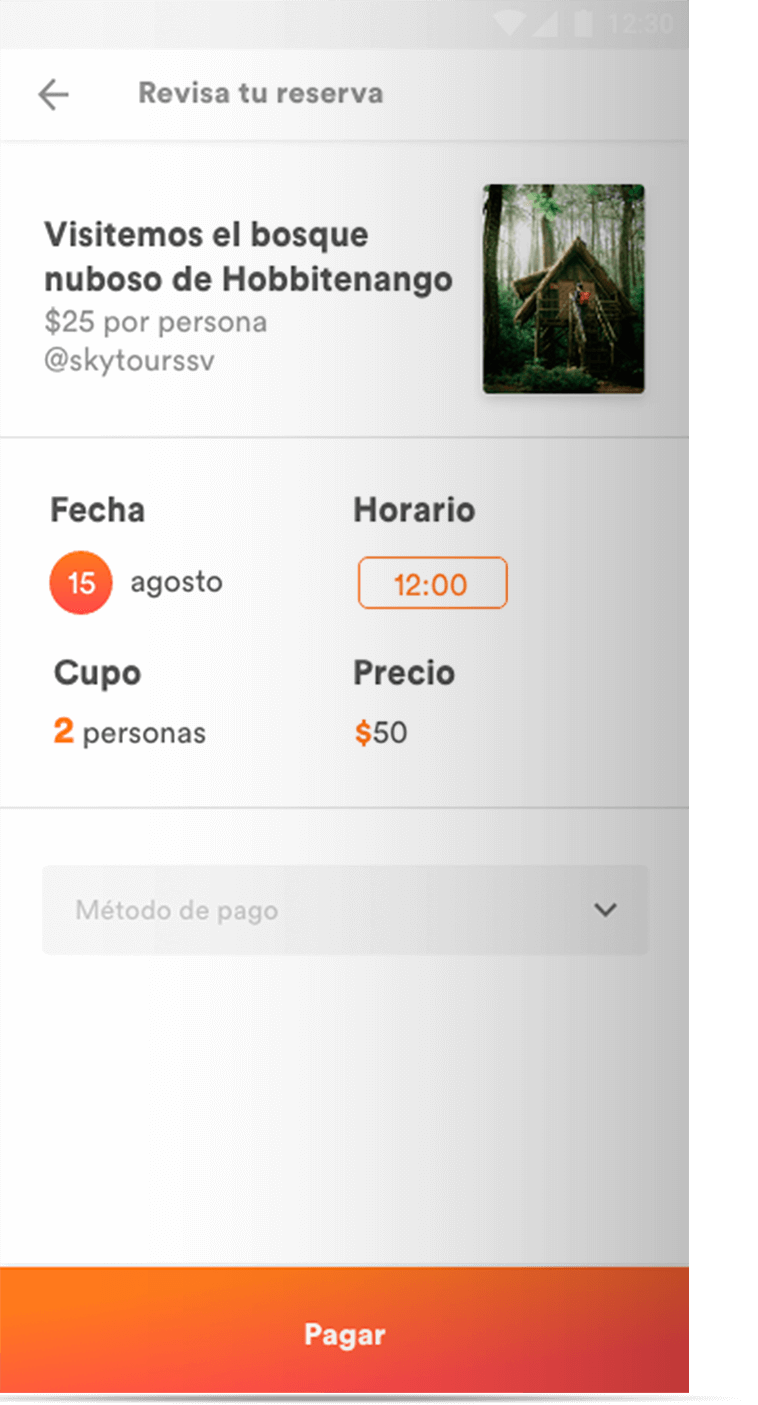 12:30
Revisa tu reserva
Visitemos el bosque
nuboso de Hobbitenango
$25 por persona
@skytourssv
Fecha
Horario
15 agosto
12:00
Cupo
Precio
2 personas
$50
Método de pago
Pagar